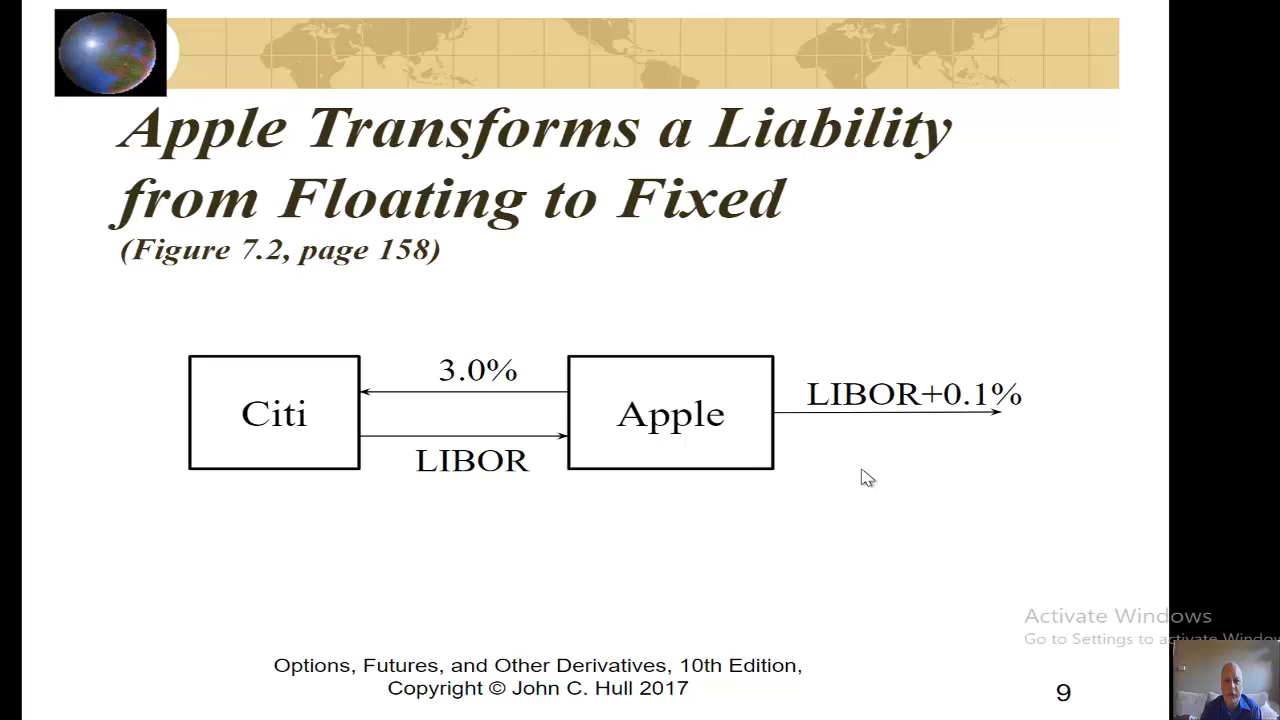 Apple Transforms a Liability
from Floating to Fixed
(Figure 7.2, page 158)
3.0%
LIBOR+0.1%
Citi
Apple
LIBOR
Activate Windows
Go to Settings to activate Window
Options, Futures, and Other Derivatives, 10th Edition,
Copyright © John C. Hull 2017
9